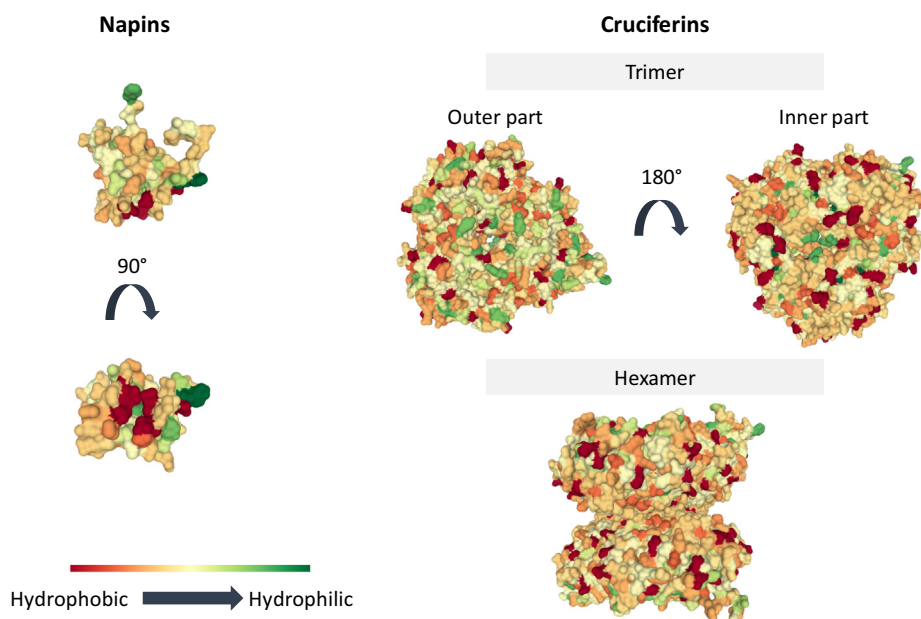 Napins
Cruciferins
Trimer
Outer part
Inner part
180°
90°
Hexamer
Hydrophobic
Hydrophilic